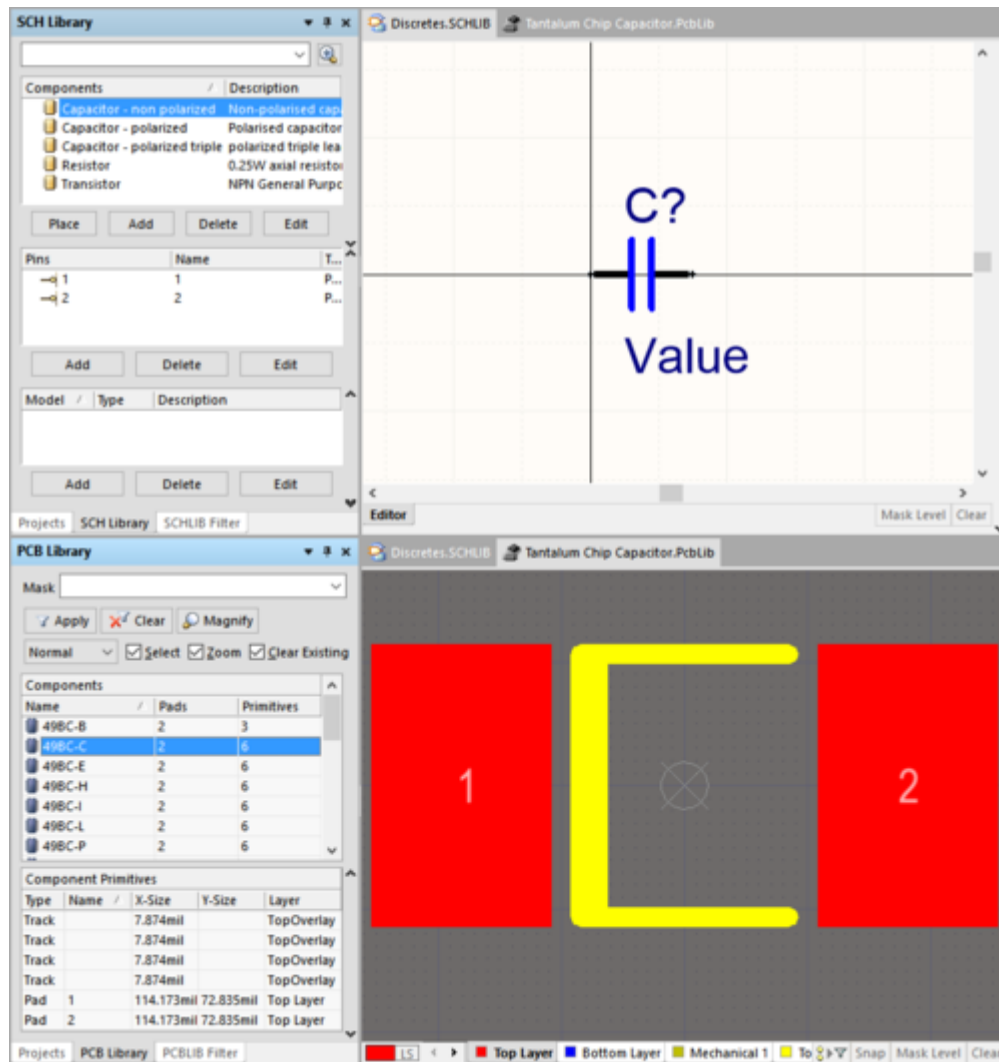 SCH Library
Components / Description
Capacitor - non polarized Non-polarised cap
Capacitor - polarized Polarised capacitor
Capacitor - polarized triple polarized triple lea
Resistor 0.25W axial resistor
Transistor NPN General Purpc
Place Add Delete Edit
Pins Name T...
1 1 P...
2 2 P...
Add Delete Edit
Model / Type Description
Add Delete Edit
Projects SCH Library SCHLIB Filter
Discretes.SCHLIB Tantalum Chip Capacitor.PcbLib
C?
Value
Editor Mask Level Clear
PCB Library
Mask
Apply Clear Magnify
Normal Select Zoom Clear Existing
Components
Name / Pads Primitives
49BC-B 2 3
49BC-C 2 6
49BC-E 2 6
49BC-H 2 6
49BC-I 2 6
49BC-L 2 6
49BC-P 2 6
Component Primitives
Type Name / X-Size Y-Size Layer
Track 7.874mil TopOverlay
Track 7.874mil TopOverlay
Track 7.874mil TopOverlay
Track 7.874mil TopOverlay
Pad 1 114.173mil 72.835mil Top Layer
Pad 2 114.173mil 72.835mil Top Layer
Projects PCB Library PCBLIB Filter
Discretes.SCHLIB Tantalum Chip Capacitor.PcbLib
1
2
LS Top Layer Bottom Layer Mechanical 1 To Snap Mask Level Clea